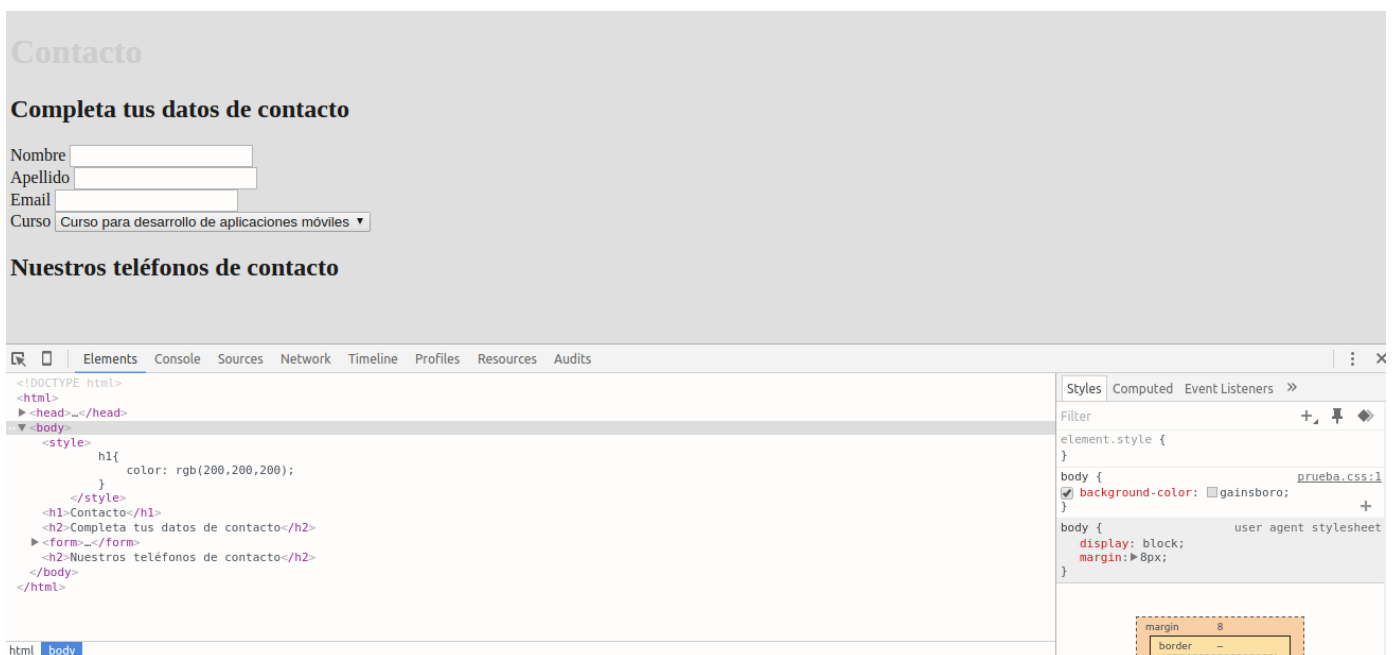 Contacto
Completa tus datos de contacto
Nombre
Apellido
Email
Curso Curso para desarrollo de aplicaciones móviles ▼
Nuestros teléfonos de contacto
Elements Console Sources Network Timeline Profiles Resources Audits
<!DOCTYPE html>
<html>
▶<head>…</head>
▼<body>
<style>
h1{
color: rgb(200,200,200);
}
</style>
<h1>Contacto</h1>
<h2>Completa tus datos de contacto</h2>
▶<form>…</form>
<h2>Nuestros teléfonos de contacto</h2>
</body>
</html>
html body
Styles Computed Event Listeners »
Filter
element.style {
}
body { prueba.css:1
background-color: gainsboro;
}
body { user agent stylesheet
display: block;
margin:▶8px;
}
margin 8
border –